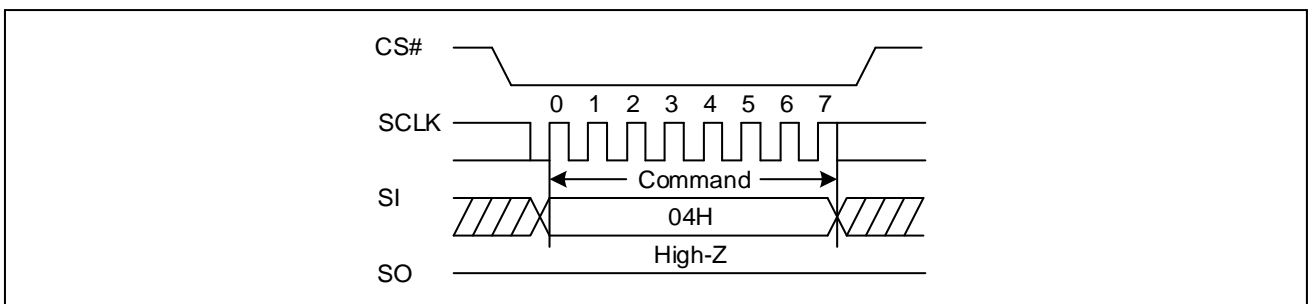 CS#
0 1 2 3 4 5 6 7
SCLK
Command
SI
04H
High-Z
SO